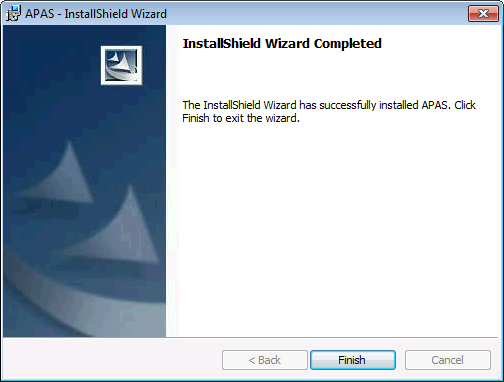 APAS - InstallShield Wizard
InstallShield Wizard Completed
The InstallShield Wizard has successfully installed APAS. Click
Finish to exit the wizard.
< Back
Finish
Cancel